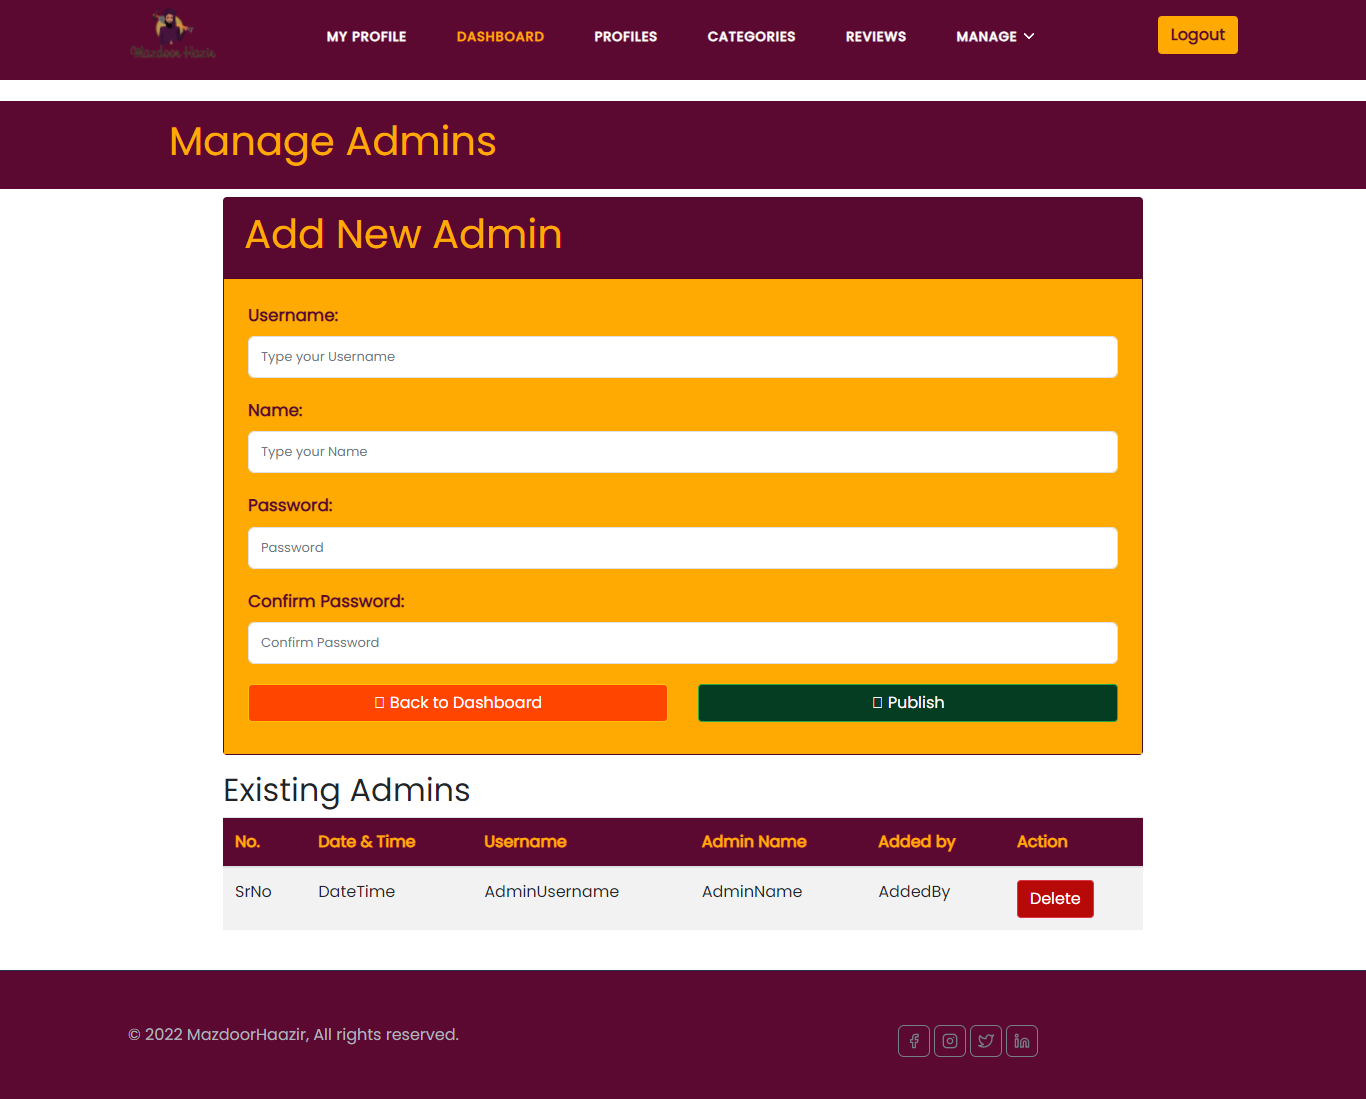 Mazdoor Hazir
MY PROFILE DASHBOARD PROFILES CATEGORIES REVIEWS MANAGE Logout
Manage Admins
Add New Admin
Username:
Type your Username
Name:
Type your Name
Password:
Password
Confirm Password:
Confirm Password
Back to Dashboard Publish
Existing Admins
No. Date & Time Username Admin Name Added by Action
SrNo DateTime AdminUsername AdminName AddedBy Delete
© 2022 MazdoorHaazir, All rights reserved.